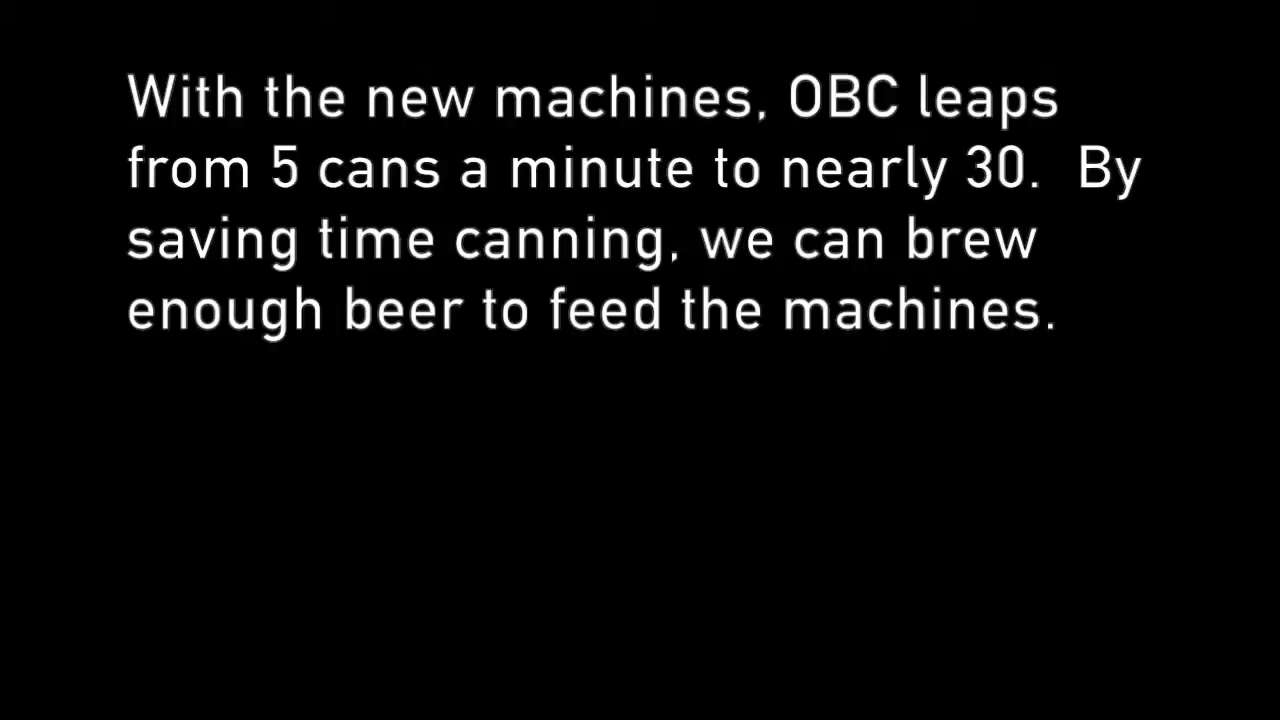 With the new machines, OBC leaps
from 5 cans a minute to nearly 30.  By
saving time canning, we can brew
enough beer to feed the machines.